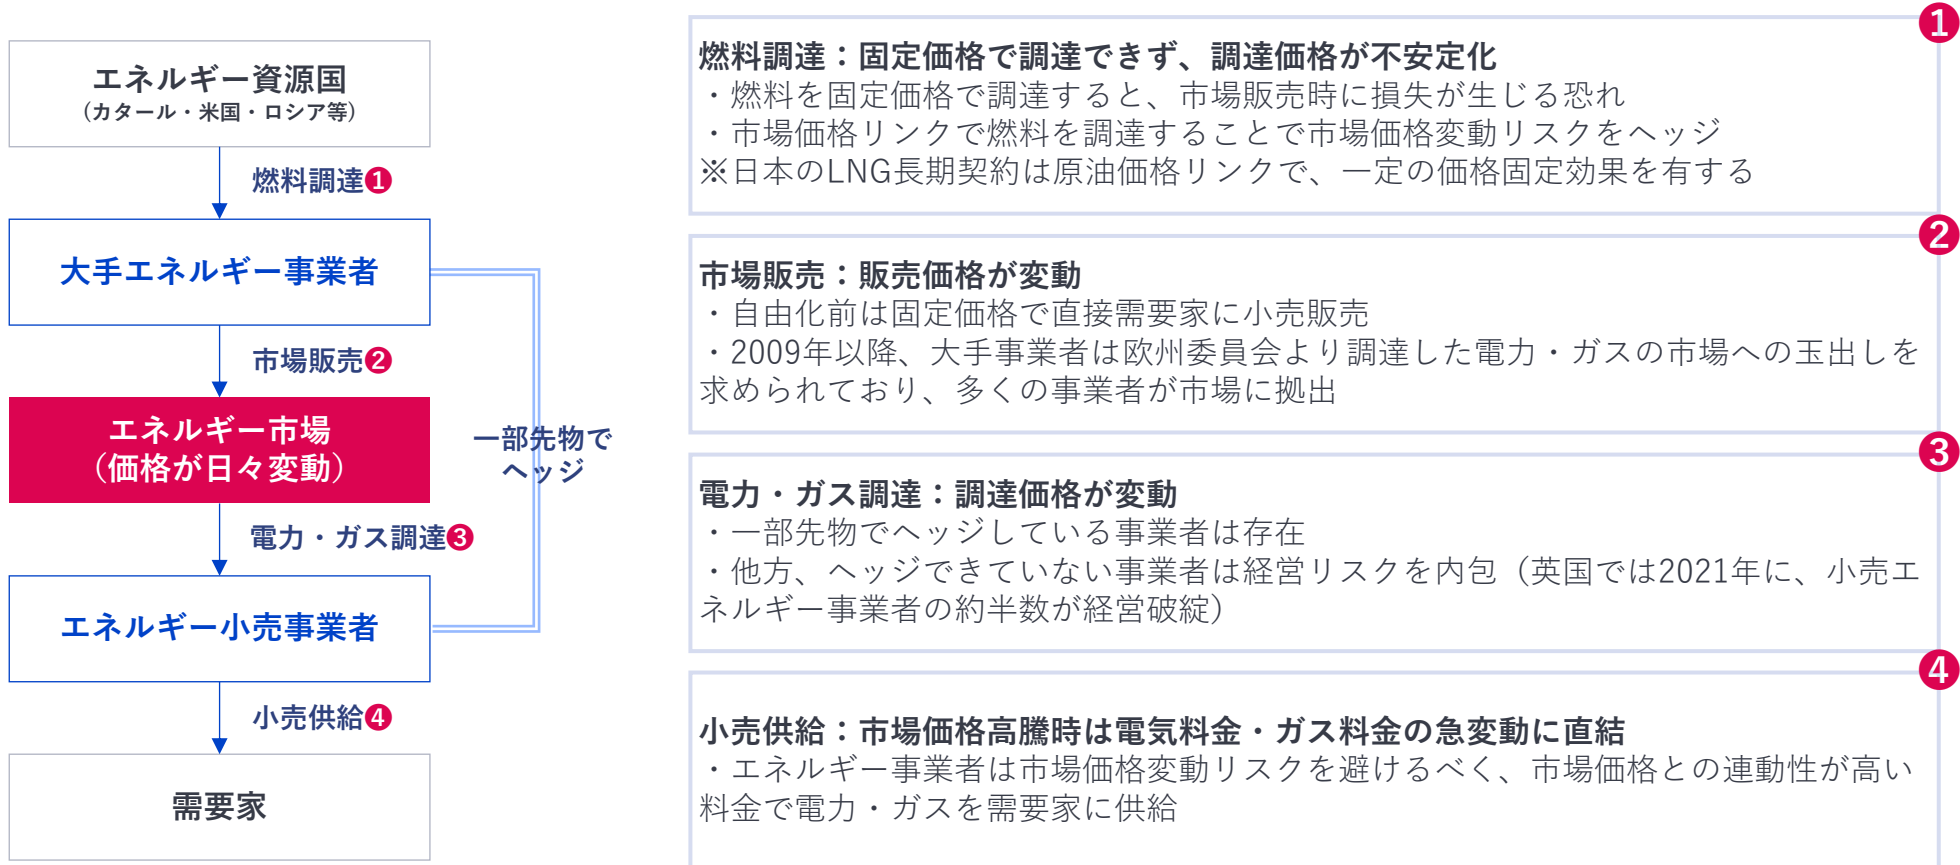 エネルギー資源国
(カタール・米国・ロシア等)
燃料調達❶
大手エネルギー事業者
市場販売❷
エネルギー市場
(価格が日々変動)
一部先物で
ヘッジ
電力・ガス調達❸
エネルギー小売事業者
小売供給❹
需要家
❶
燃料調達：固定価格で調達できず、調達価格が不安定化
・燃料を固定価格で調達すると、市場販売時に損失が生じる恐れ
・市場価格リンクで燃料を調達することで市場価格変動リスクをヘッジ
※日本のLNG長期契約は原油価格リンクで、一定の価格固定効果を有する
❷
市場販売：販売価格が変動
・自由化前は固定価格で直接需要家に小売販売
・2009年以降、大手事業者は欧州委員会より調達した電力・ガスの市場への玉出しを
求められており、多くの事業者が市場に拠出
❸
電力・ガス調達：調達価格が変動
・一部先物でヘッジしている事業者は存在
・他方、ヘッジできていない事業者は経営リスクを内包（英国では2021年に、小売エ
ネルギー事業者の約半数が経営破綻）
❹
小売供給：市場価格高騰時は電気料金・ガス料金の急変動に直結
・エネルギー事業者は市場価格変動リスクを避けるべく、市場価格との連動性が高い
料金で電力・ガスを需要家に供給